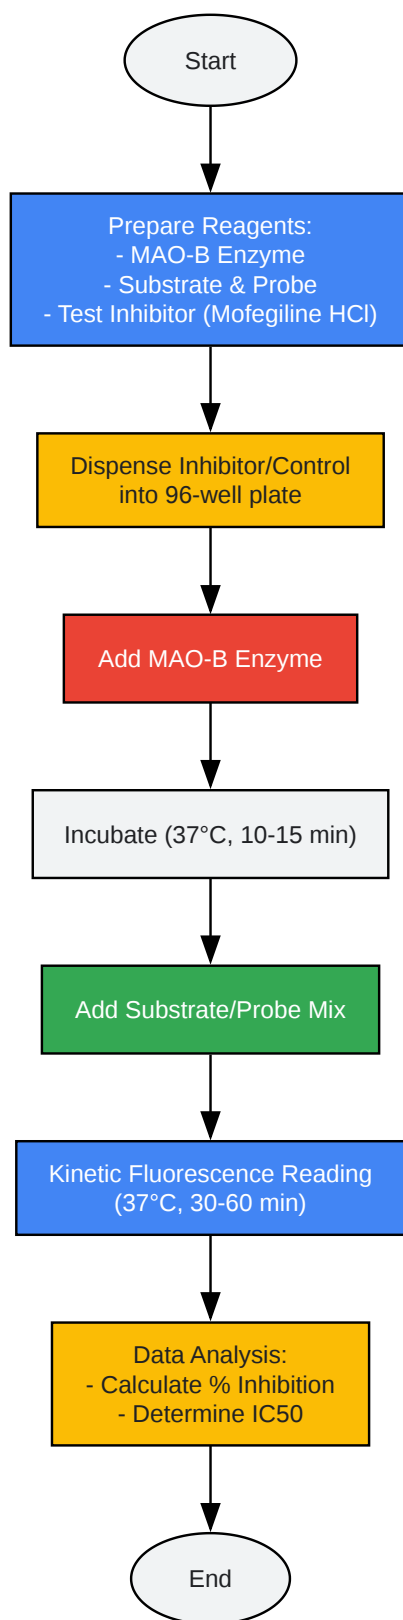 Start
Prepare Reagents:
- MAO-B Enzyme
- Substrate & Probe
- Test Inhibitor (Mofegiline HCl)
Dispense Inhibitor/Control
into 96-well plate
Add MAO-B Enzyme
Incubate (37°C, 10-15 min)
Add Substrate/Probe Mix
Kinetic Fluorescence Reading
(37°C, 30-60 min)
Data Analysis:
- Calculate % Inhibition
- Determine IC50
End